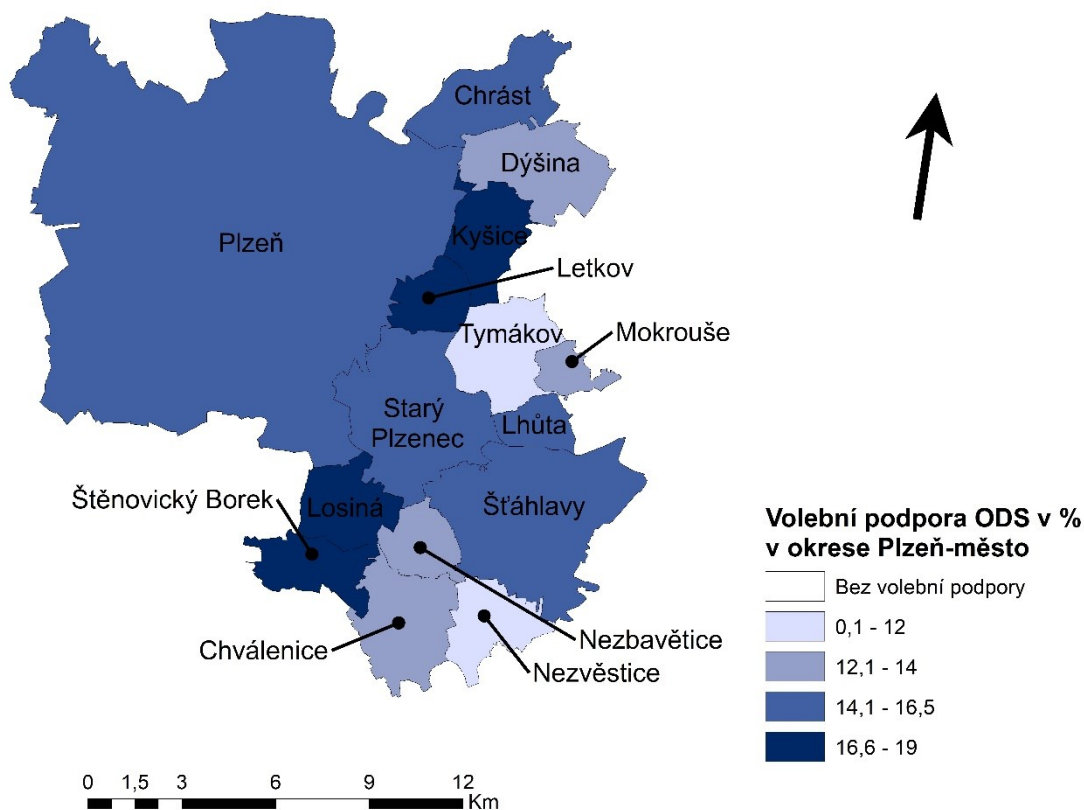 Chrást
Dýšina
Plzeň
Kyšice
Letkov
Tymákov
Mokrouše
Starý
Plzenec
Lhůta
Štěnovický Borek
Losiná
Šťáhlavy
Chválenice
Nezbavětice
Nezvěstice
Volební podpora ODS v %
v okrese Plzeň-město
Bez volební podpory
0,1 - 12
12,1 - 14
14,1 - 16,5
16,6 - 19
0 1,5 3 6 9 12
Km